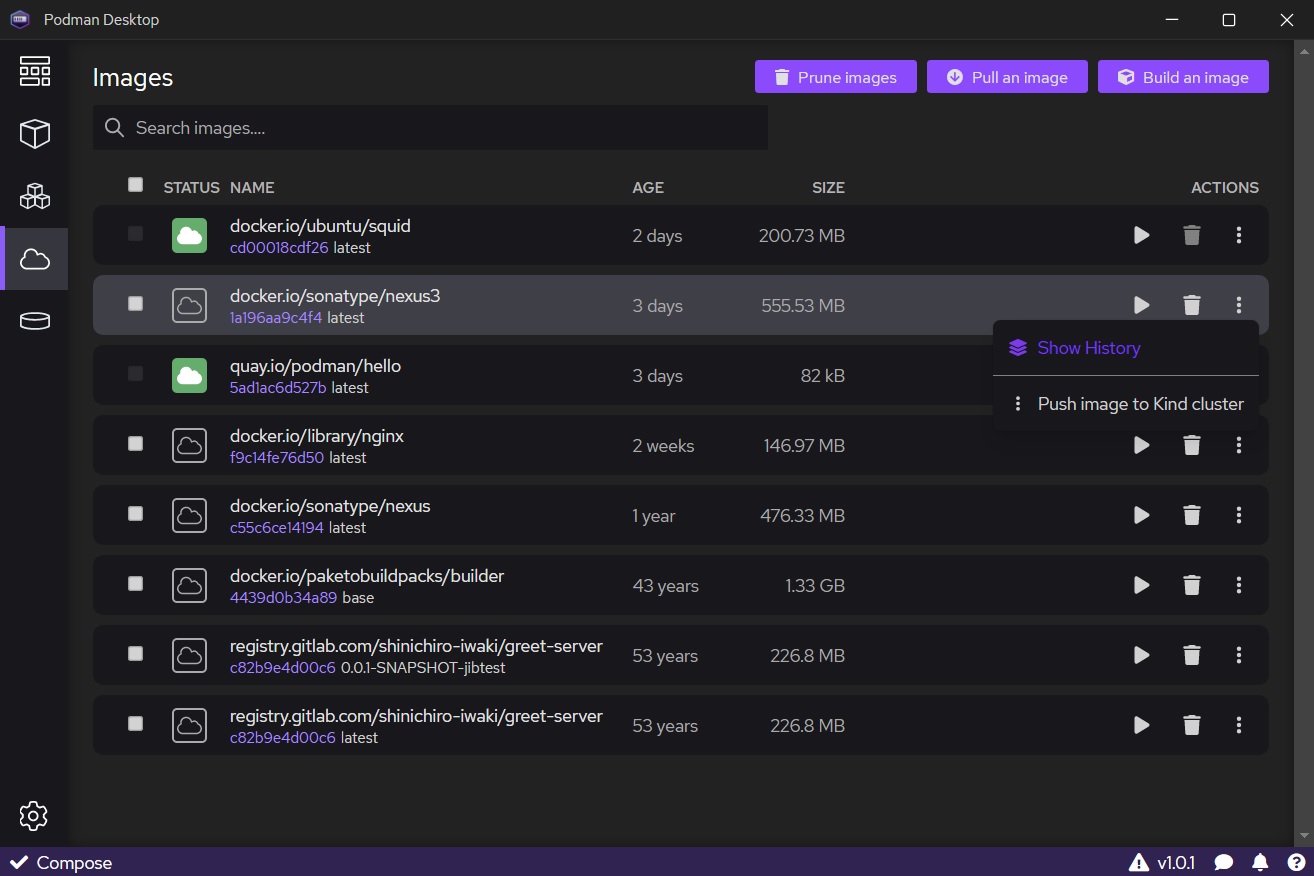 Podman Desktop
Images
Prune images
Pull an image
Build an image
Search images....
STATUS NAME AGE SIZE ACTIONS
docker.io/ubuntu/squid
cd00018cdf26 latest
2 days
200.73 MB
docker.io/sonatype/nexus3
1a196aa9c4f4 latest
3 days
555.53 MB
Show History
Push image to Kind cluster
quay.io/podman/hello
5ad1ac6d527b latest
3 days
82 kB
docker.io/library/nginx
f9c14fe76d50 latest
2 weeks
146.97 MB
docker.io/sonatype/nexus
c55c6ce14194 latest
1 year
476.33 MB
docker.io/paketobuildpacks/builder
4439d0b34a89 base
43 years
1.33 GB
registry.gitlab.com/shinichiro-iwaki/greet-server
c82b9e4d00c6 0.0.1-SNAPSHOT-jibtest
53 years
226.8 MB
registry.gitlab.com/shinichiro-iwaki/greet-server
c82b9e4d00c6 latest
53 years
226.8 MB
Compose
v1.0.1